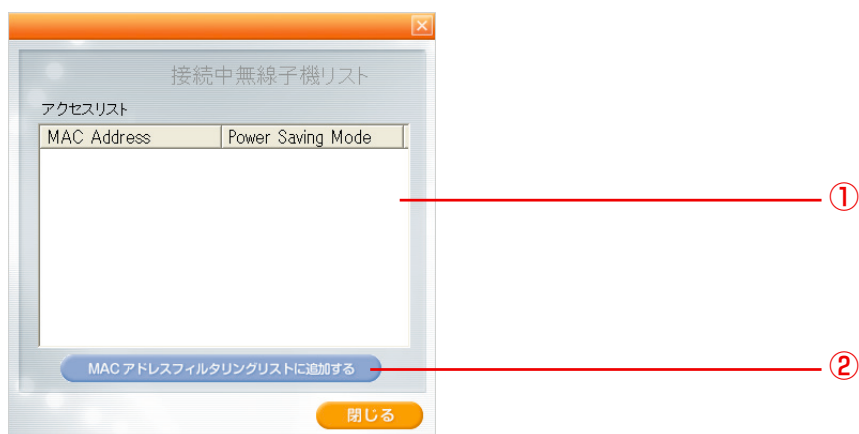 接続中無線子機リスト
アクセスリスト
MAC Address Power Saving Mode
①
MACアドレスフィルタリングリストに追加する
②
閉じる